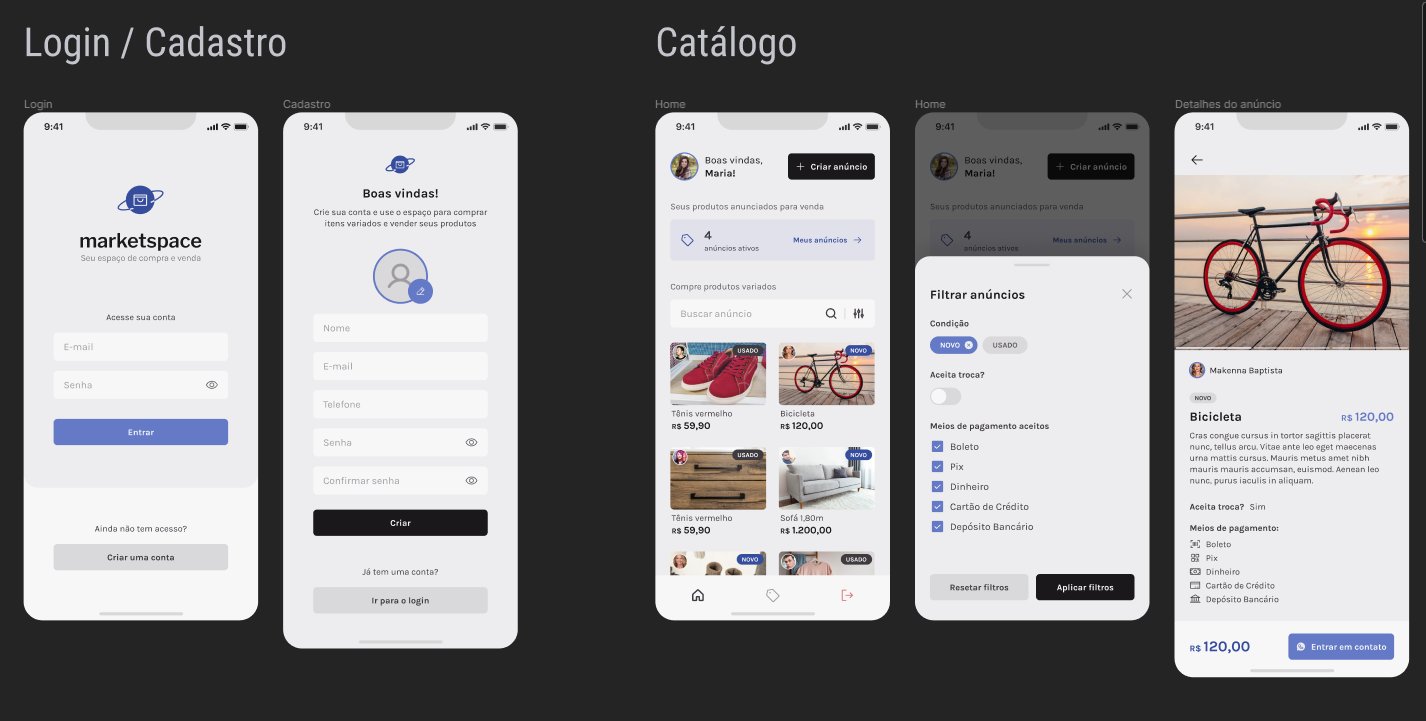 Login / Cadastro
Catálogo
Login
9:41
marketspace
Seu espaço de compra e venda
Acesse sua conta
E-mail
Senha
Entrar
Ainda não tem acesso?
Criar uma conta
Cadastro
9:41
Boas vindas!
Crie sua conta e use o espaço para comprar
itens variados e vender seus produtos
Nome
E-mail
Telefone
Senha
Confirmar senha
Criar
Já tem uma conta?
Ir para o login
Home
9:41
Boas vindas,
Maria!
+ Criar anúncio
Seus produtos anunciados para venda
4
anúncios ativos
Meus anúncios →
Compre produtos variados
Buscar anúncio
USADO
NOVO
Tênis vermelho
R$ 59,90
Bicicleta
R$ 120,00
USADO
NOVO
Tênis vermelho
R$ 59,90
Sofá 1,80m
R$ 1.200,00
NOVO
USADO
Home
9:41
Boas vindas,
Maria!
+ Criar anúncio
Seus produtos anunciados para venda
4
anúncios ativos
Meus anúncios →
Filtrar anúncios
Condição
NOVO
USADO
Aceita troca?
Meios de pagamento aceitos
Boleto
Pix
Dinheiro
Cartão de Crédito
Depósito Bancário
Resetar filtros
Aplicar filtros
Detalhes do anúncio
9:41
Makenna Baptista
NOVO
Bicicleta
R$ 120,00
Cras congue cursus in tortor sagittis placerat
nunc, tellus arcu. Vitae ante leo eget maecenas
urna mattis cursus. Mauris metus amet nibh
mauris mauris accumsan, euismod. Aenean leo
nunc, purus iaculis in aliquam.
Aceita troca? Sim
Meios de pagamento:
Boleto
Pix
Dinheiro
Cartão de Crédito
Depósito Bancário
R$ 120,00
Entrar em contato